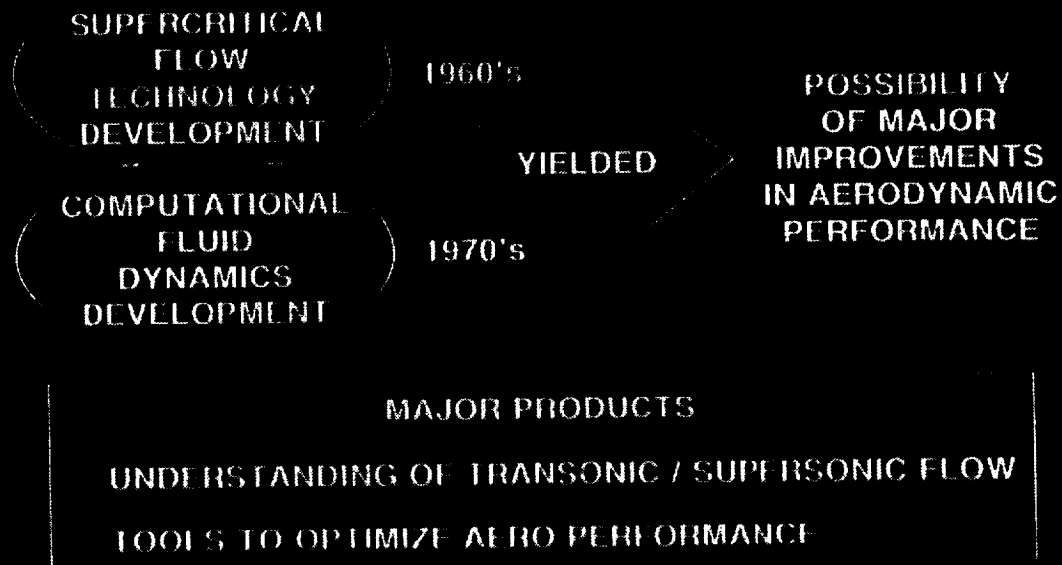 SUPERCRITICAL
FLOW
TECHNOLOGY
DEVELOPMENT
1960's
COMPUTATIONAL
FLUID
DYNAMICS
DEVELOPMENT
1970's
YIELDED
POSSIBILITY
OF MAJOR
IMPROVEMENTS
IN AERODYNAMIC
PERFORMANCE
MAJOR PRODUCTS
UNDERSTANDING OF TRANSONIC / SUPERSONIC FLOW
TOOLS TO OPTIMIZE AERO PERFORMANCE